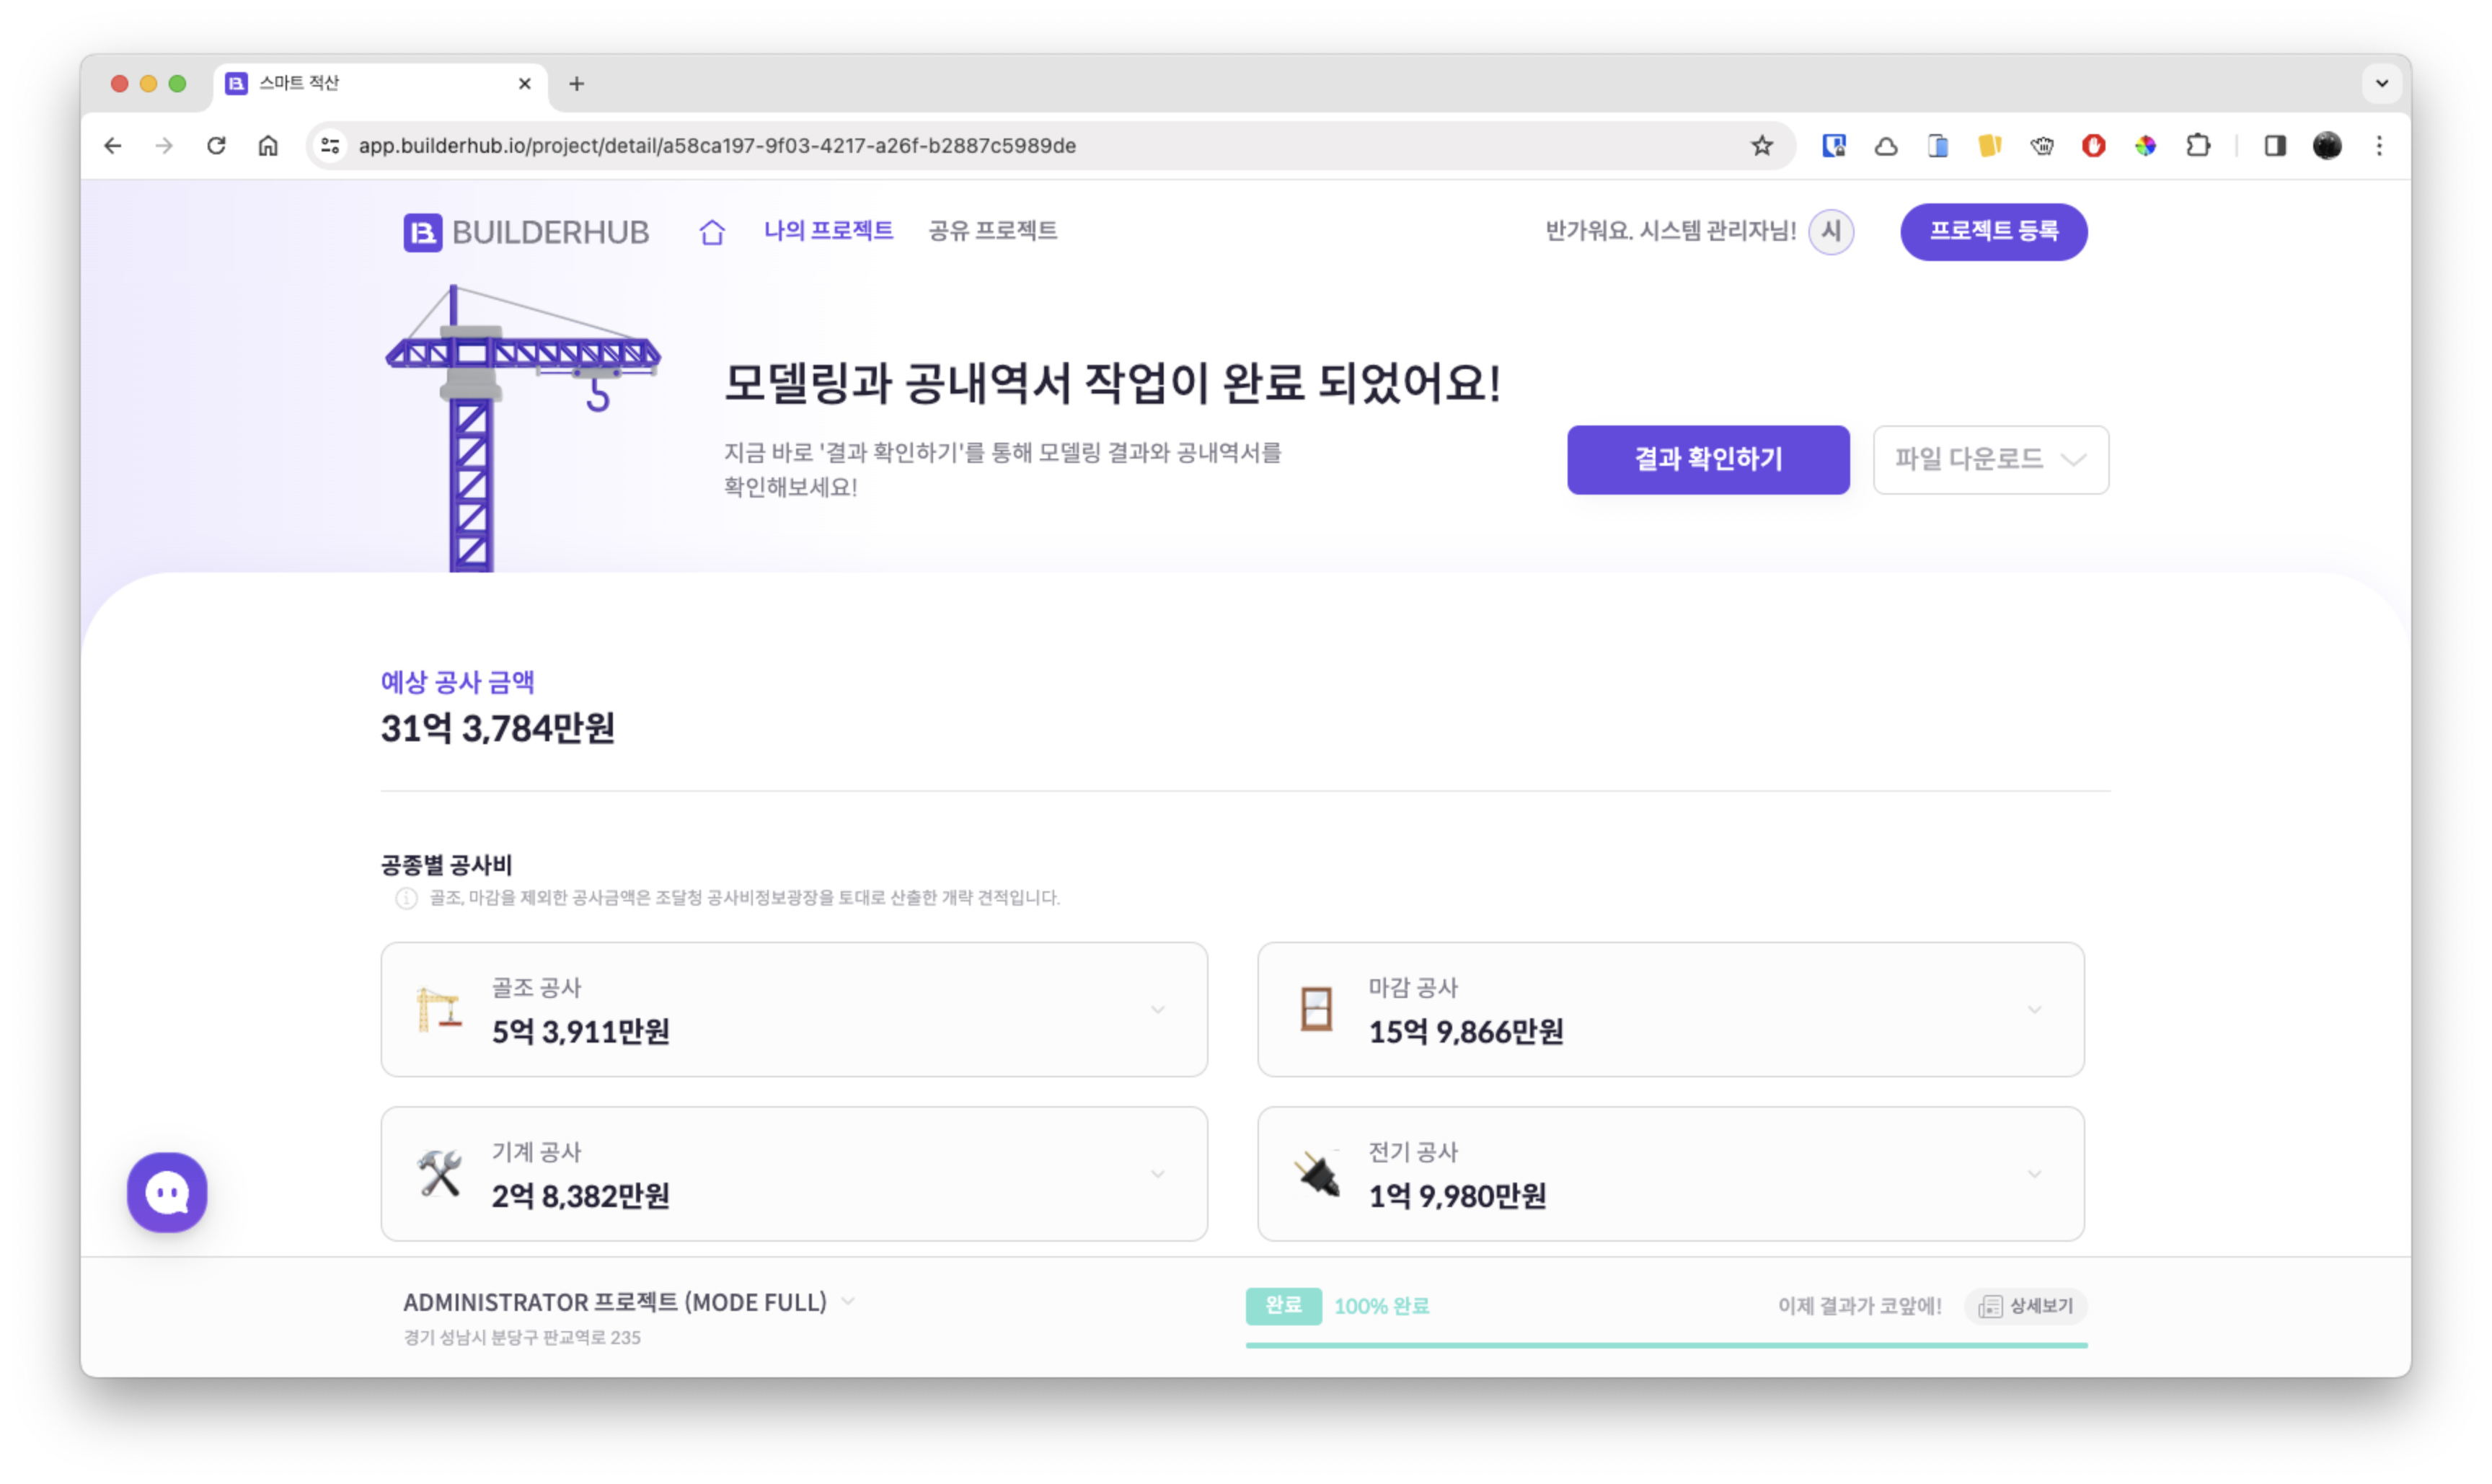 스마트 적산
app.builderhub.io/project/detail/a58ca197-9f03-4217-a26f-b2887c5989de
BUILDERHUB 나의 프로젝트 공유 프로젝트 반가워요. 시스템 관리자님! 시 프로젝트 등록
모델링과 공내역서 작업이 완료 되었어요!
지금 바로 '결과 확인하기'를 통해 모델링 결과와 공내역서를
확인해보세요!
결과 확인하기 파일 다운로드
예상 공사 금액
31억 3,784만원
공종별 공사비
골조, 마감을 제외한 공사금액은 조달청 공사비정보광장을 토대로 산출한 개략 견적입니다.
골조 공사
5억 3,911만원
마감 공사
15억 9,866만원
기계 공사
2억 8,382만원
전기 공사
1억 9,980만원
ADMINISTRATOR 프로젝트 (MODE FULL)
경기 성남시 분당구 판교역로 235
완료 100% 완료 이제 결과가 코앞에! 상세보기